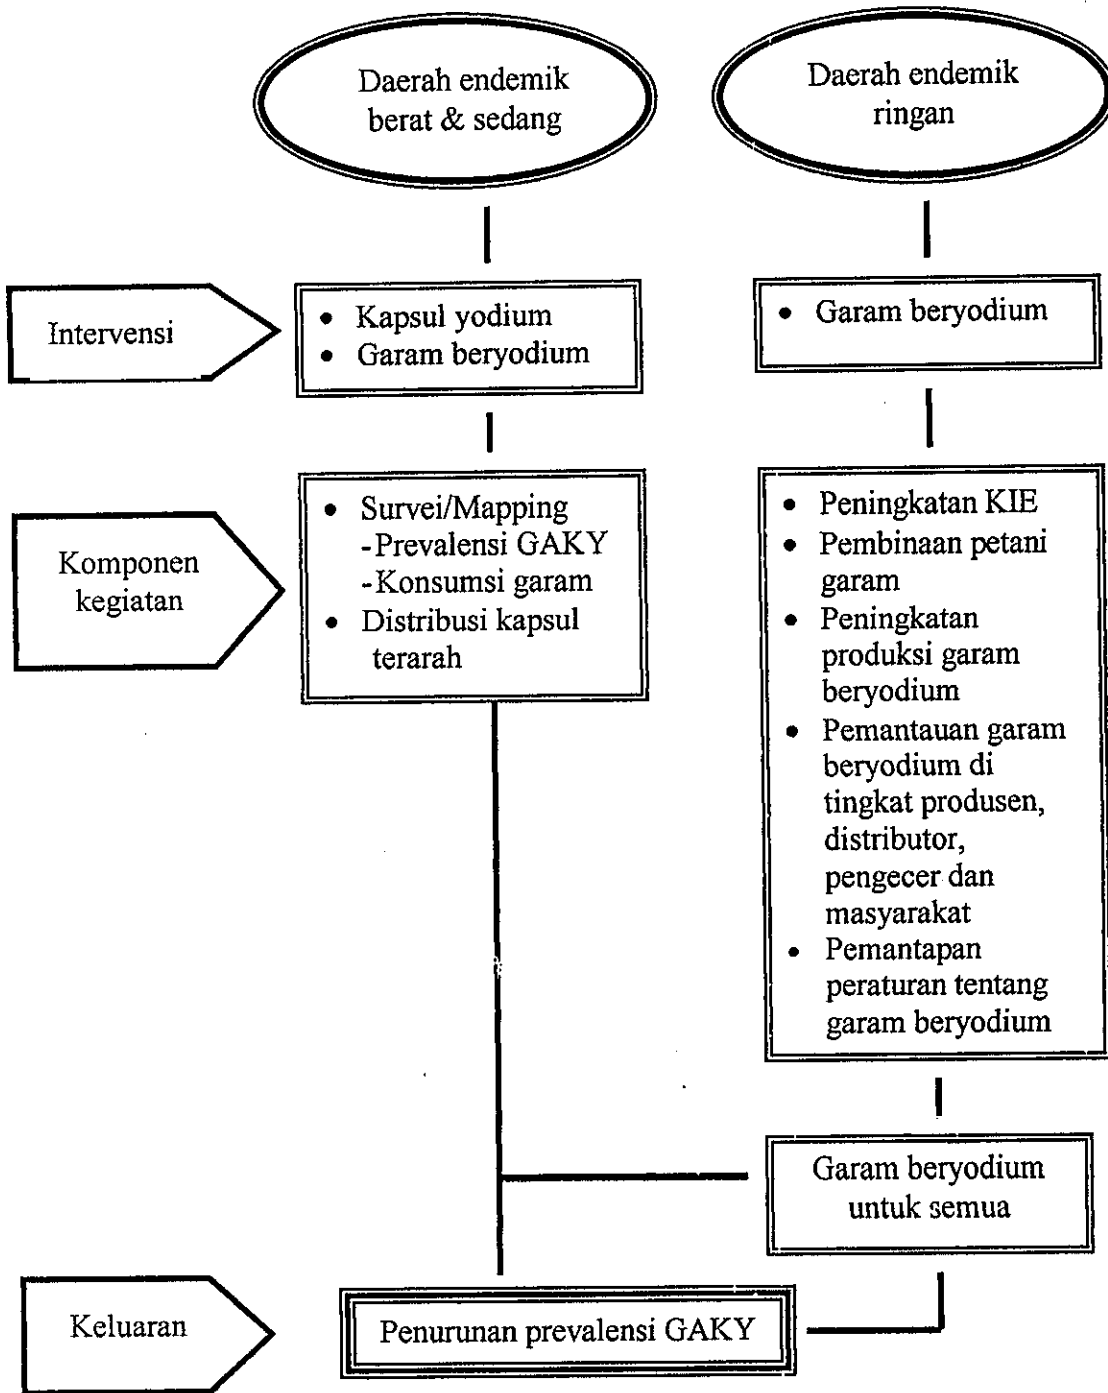 Daerah endemik
berat & sedang
Daerah endemik
ringan
Intervensi
• Kapsul yodium
• Garam beryodium
• Garam beryodium
Komponen
kegiatan
• Survei/Mapping
-Prevalensi GAKY
-Konsumsi garam
• Distribusi kapsul
terarah
• Peningkatan KIE
• Pembinaan petani
garam
• Peningkatan
produksi garam
beryodium
• Pemantauan garam
beryodium di
tingkat produsen,
distributor,
pengecer dan
masyarakat
• Pemantapan
peraturan tentang
garam beryodium
Garam beryodium
untuk semua
Keluaran
Penurunan prevalensi GAKY